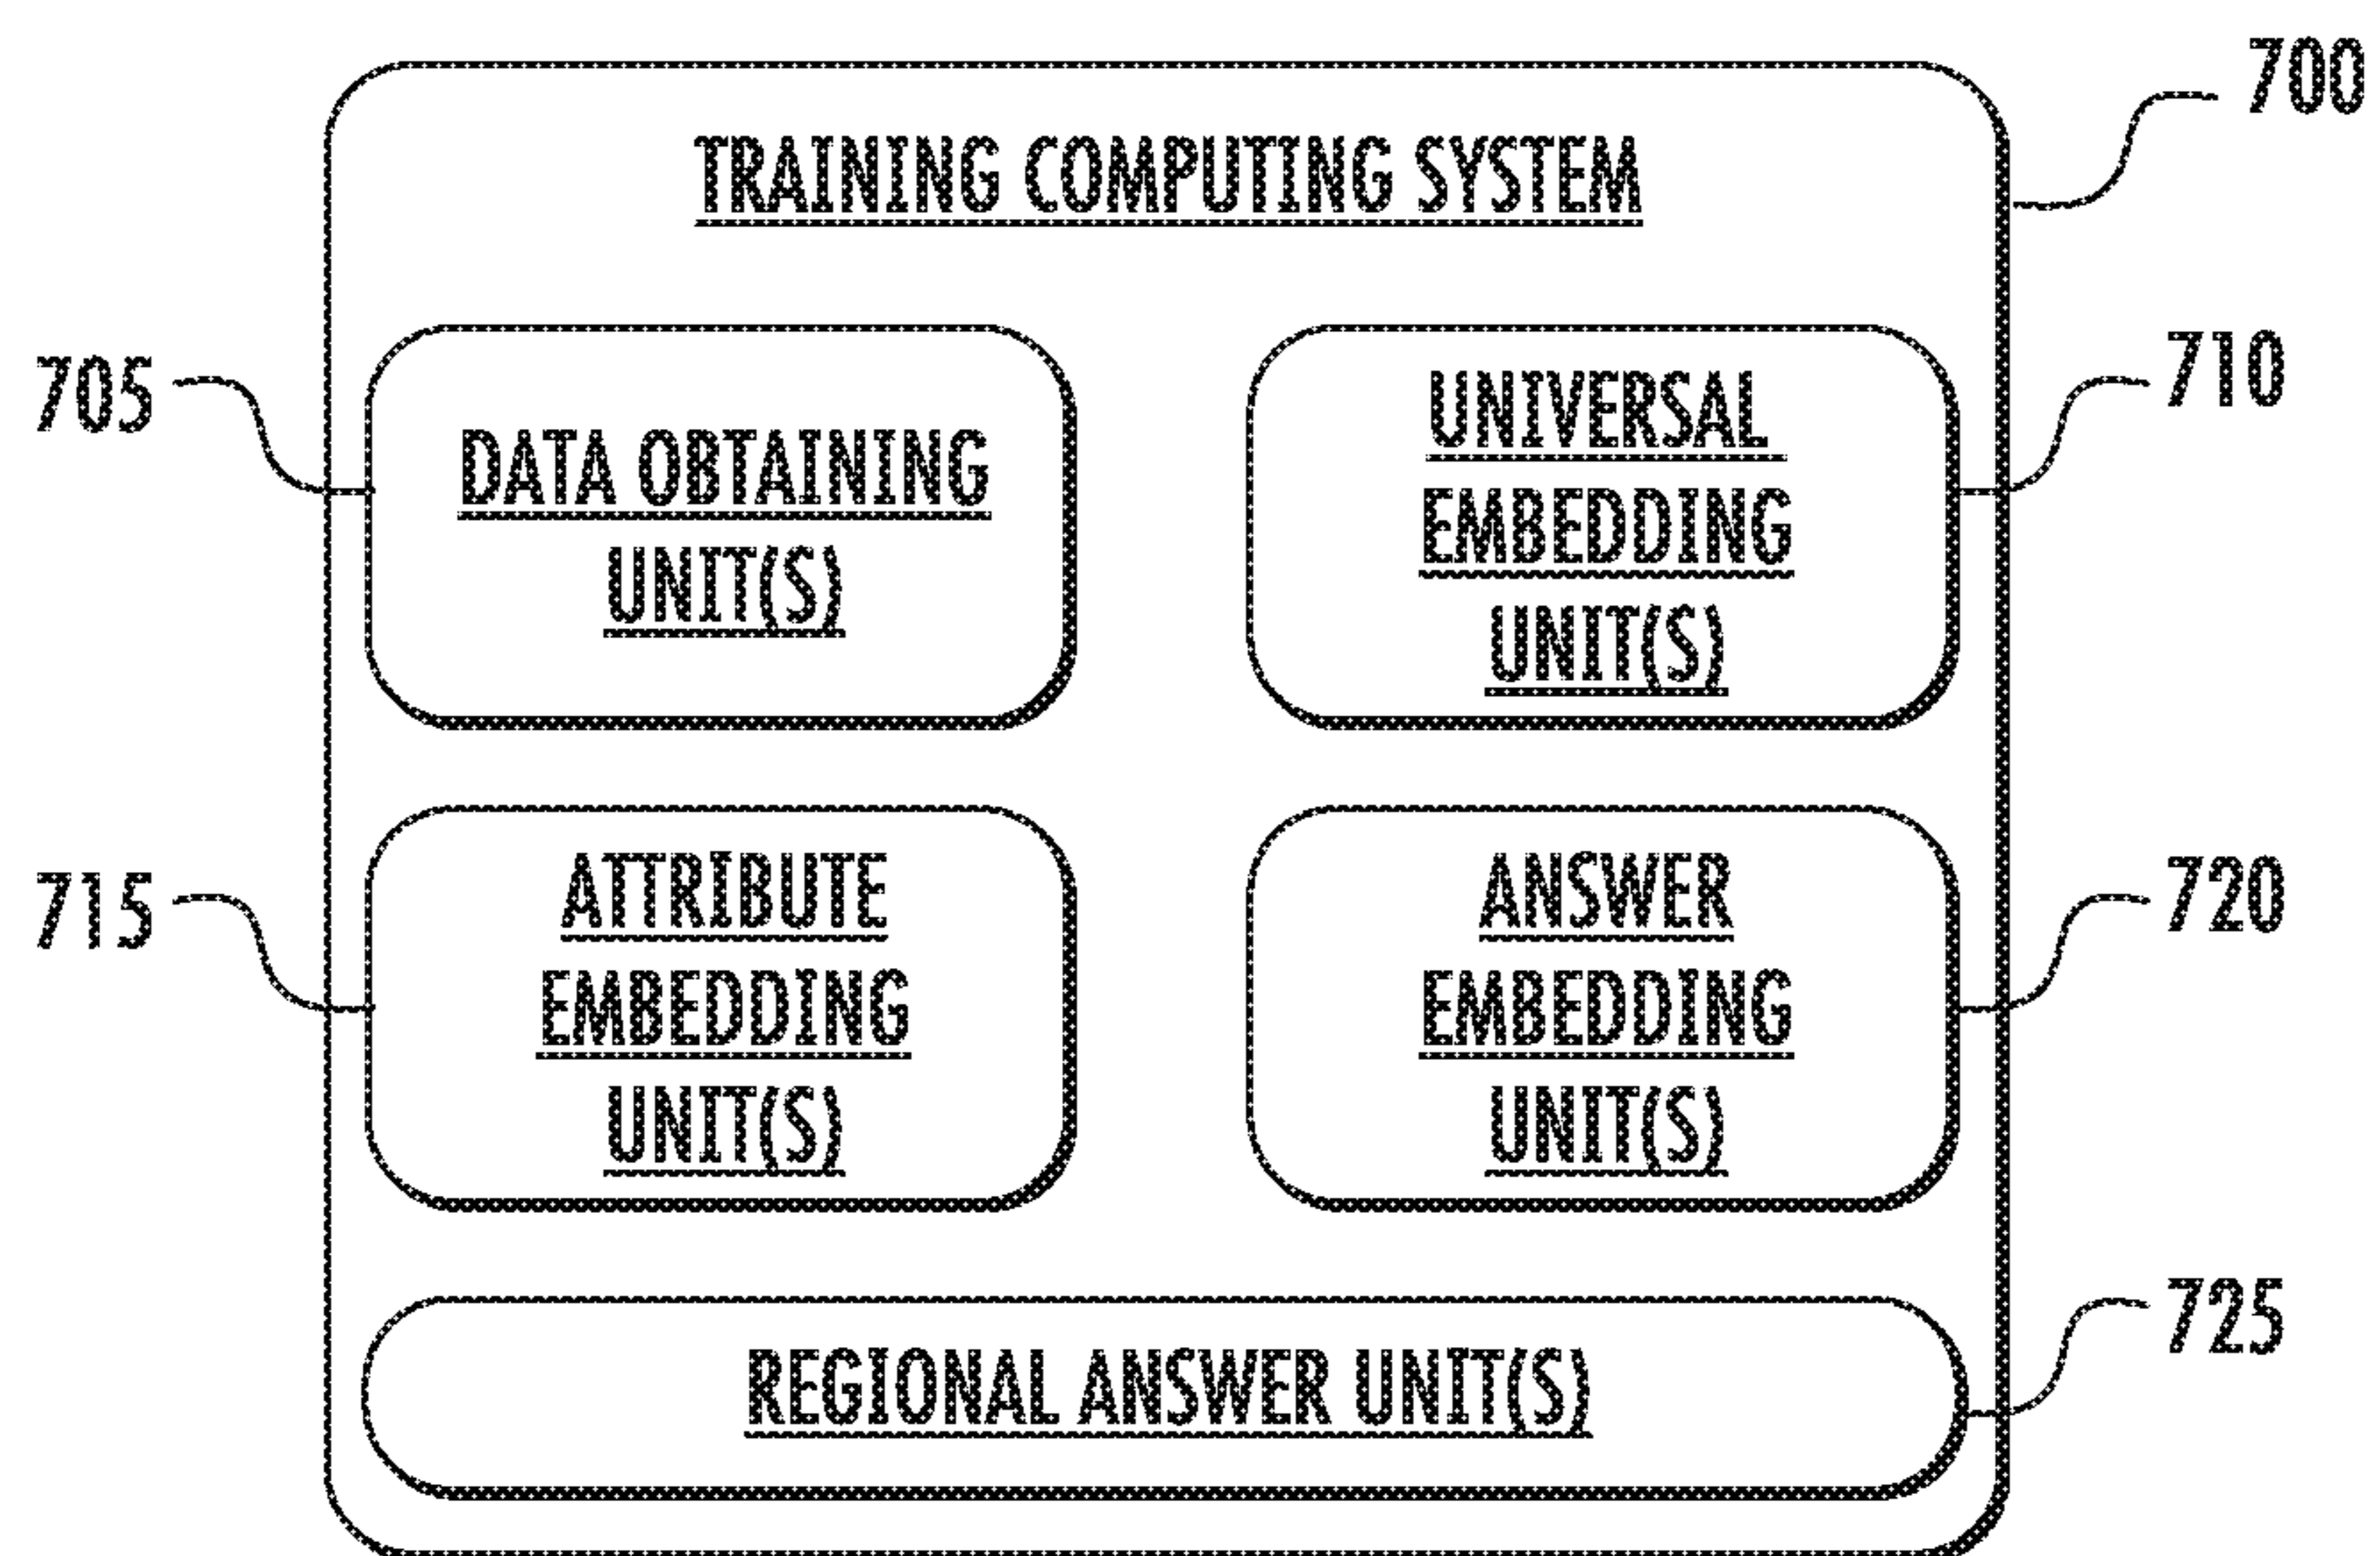 700
TRAINING COMPUTING SYSTEM
705
DATA OBTAINING
UNIT(S)
UNIVERSAL
EMBEDDING
UNIT(S)
710
715
ATTRIBUTE
EMBEDDING
UNIT(S)
ANSWER
EMBEDDING
UNIT(S)
720
REGIONAL ANSWER UNIT(S)
725